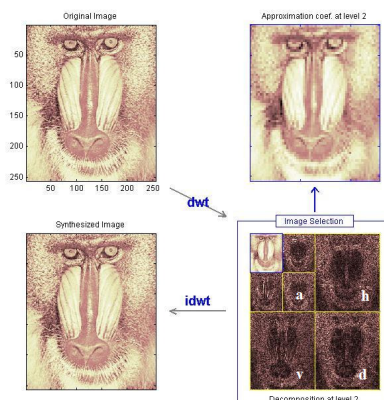 Original Image
50
100
150
200
250
50 100 150 200 250
Approximation coef. at level 2
dwt
Synthesized Image
idwt
Image Selection
a
h
v
d
Decomposition at level 2